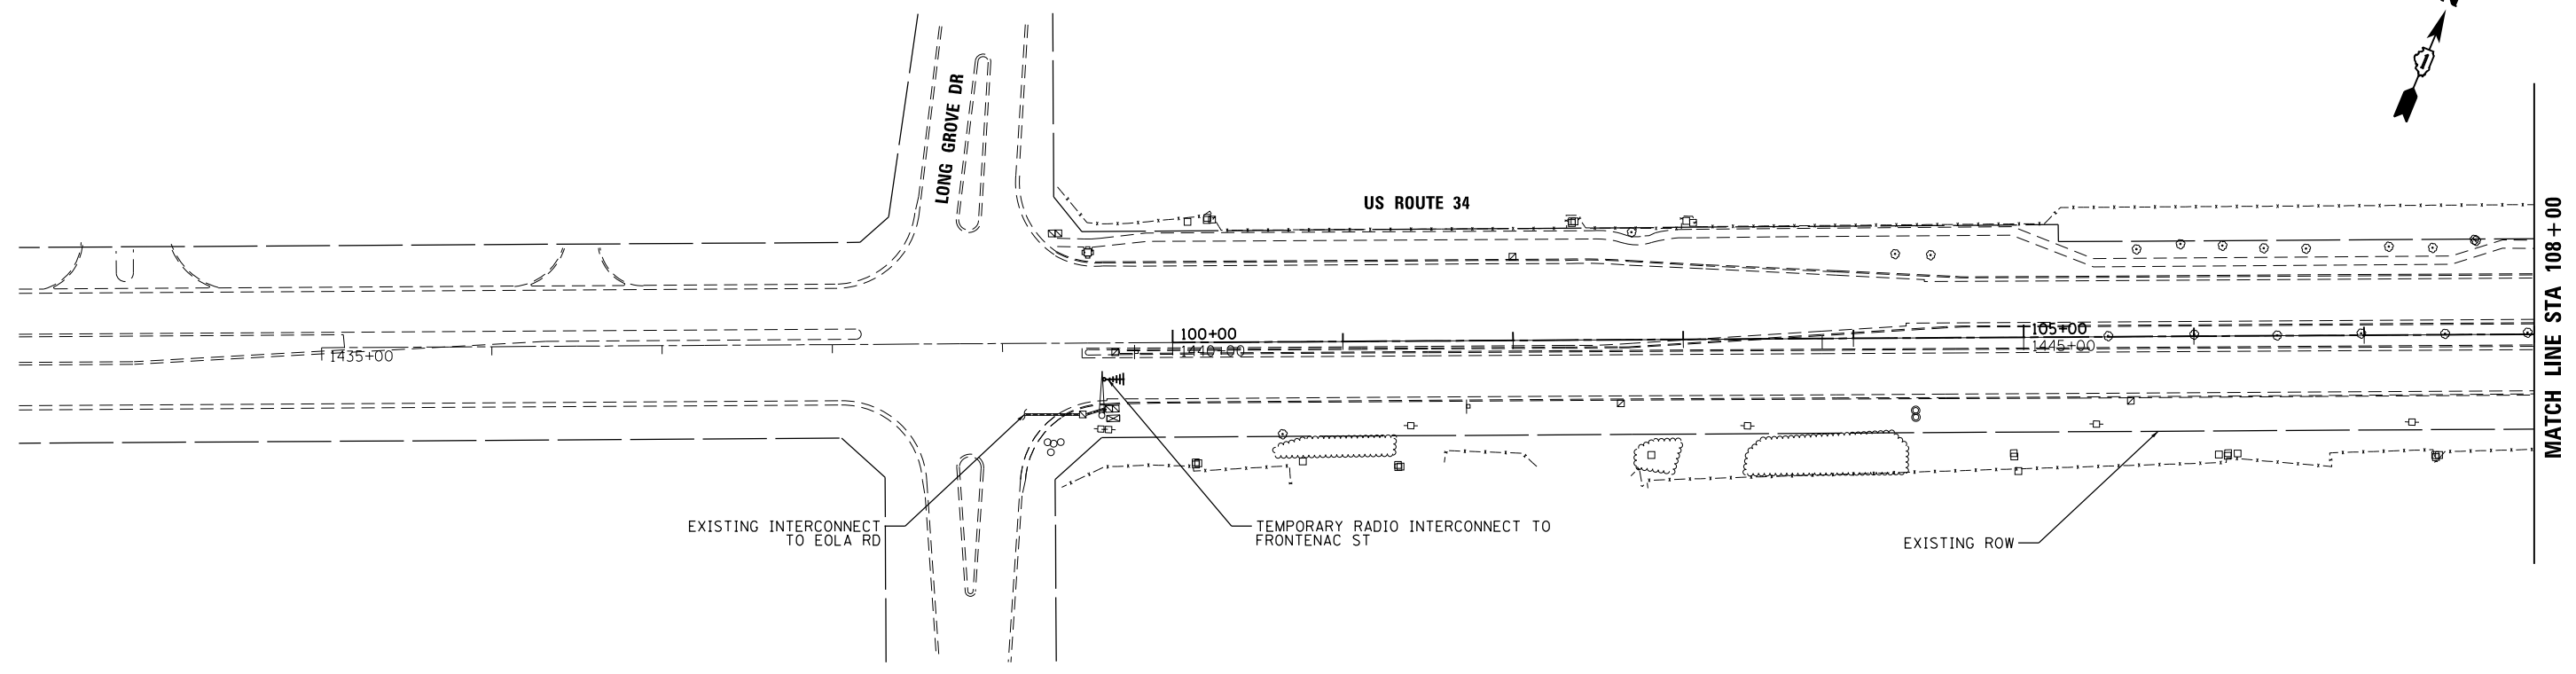 LONG GROVE DR
US ROUTE 34
MATCH LINE STA 108+00
100+00
105+00
1435+00
1440+00
1445+00
EXISTING INTERCONNECT
TO EOLA RD
TEMPORARY RADIO INTERCONNECT TO
FRONTENAC ST
EXISTING ROW